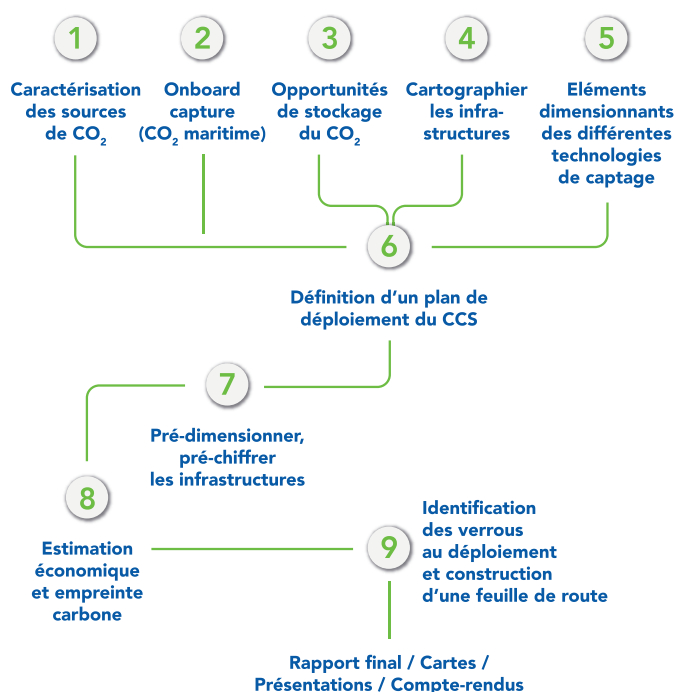 1
Caractérisation
des sources
de CO₂
2
Onboard
capture
(CO₂ maritime)
3
Opportunités
de stockage
du CO₂
4
Cartographier
les infra-
structures
5
Eléments
dimensionnants
des différentes
technologies
de captage
6
Définition d’un plan de
déploiement du CCS
7
Pré-dimensionner,
pré-chiffrer
les infrastructures
8
Estimation
économique
et empreinte
carbone
9
Identification
des verrous
au déploiement
et construction
d’une feuille de route
Rapport final / Cartes /
Présentations / Compte-rendus